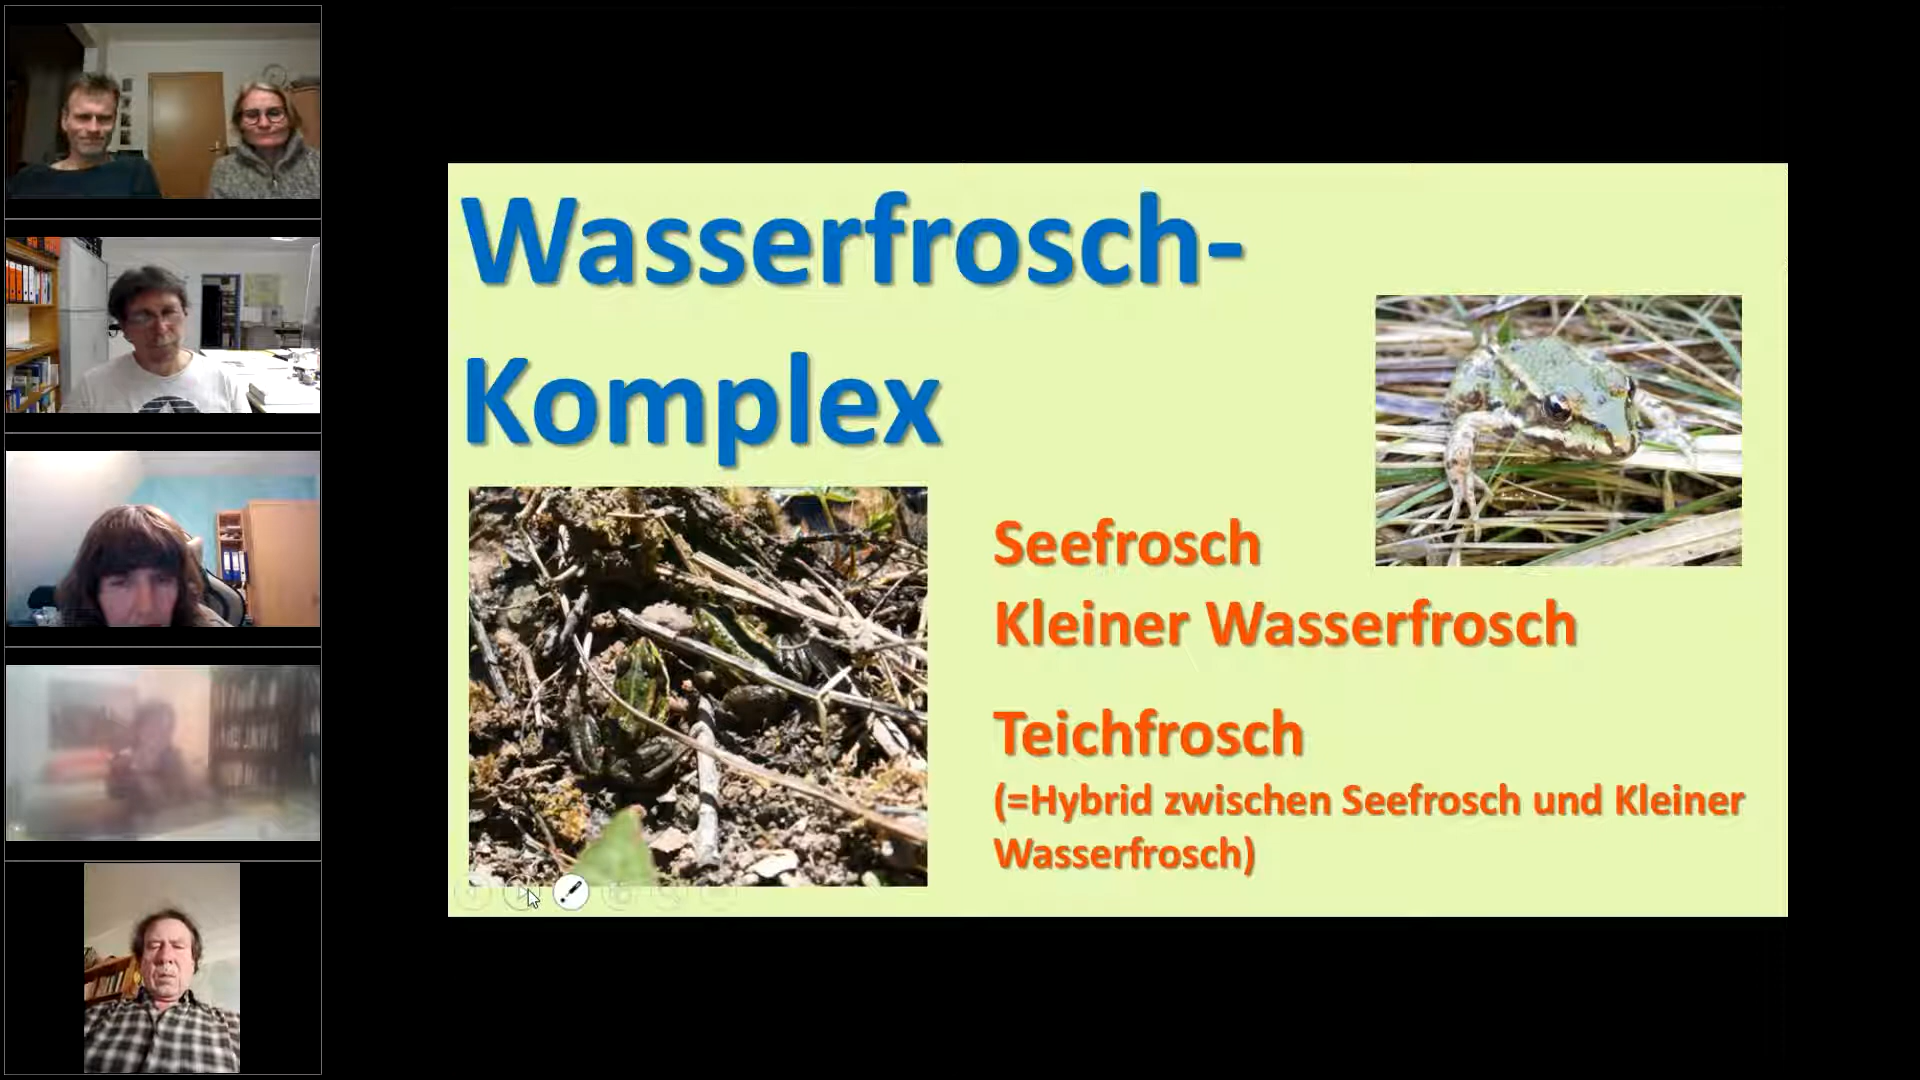 Wasserfrosch-
Komplex
Seefrosch
Kleiner Wasserfrosch
Teichfrosch
(=Hybrid zwischen Seefrosch und Kleiner
Wasserfrosch)